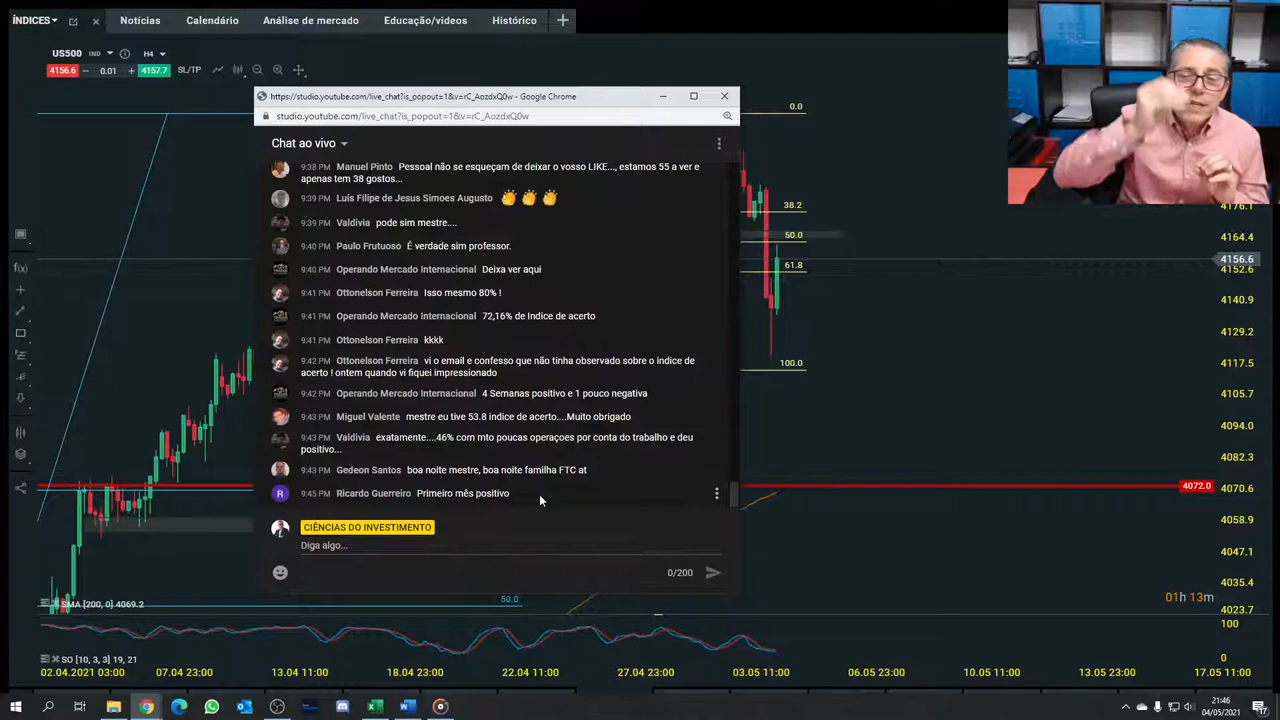 ÍNDICES
Notícias
Calendário
Análise de mercado
Educação/videos
Histórico
US500
IND
H4
4156.6
0.01
4157.7
SL/TP
https://studio.youtube.com/live_chat?is_popout=1&v=rC_AozdxQ0w - Google Chrome
studio.youtube.com/live_chat?is_popout=1&v=rC_AozdxQ0w
Chat ao vivo
9:38 PM Manuel Pinto Pessoal não se esqueçam de deixar o vosso LIKE..., estamos 55 a ver e
apenas tem 38 gostos...
9:39 PM Luís Filipe de Jesus Simoes Augusto 👏 👏 👏
9:39 PM Valdivia pode sim mestre....
9:40 PM Paulo Frutuoso É verdade sim professor.
9:40 PM Operando Mercado Internacional Deixa ver aqui
9:41 PM Ottonelson Ferreira Isso mesmo 80% !
9:41 PM Operando Mercado Internacional 72,16% de Indice de acerto
9:41 PM Ottonelson Ferreira kkkk
9:42 PM Ottonelson Ferreira vi o email e confesso que não tinha observado sobre o indice de
acerto ! ontem quando vi fiquei impressionado
9:42 PM Operando Mercado Internacional 4 Semanas positivo e 1 pouco negativa
9:43 PM Miguel Valente mestre eu tive 53.8 indice de acerto....Muito obrigado
9:43 PM Valdivia exatamente....46% com mto poucas operaçoes por conta do trabalho e deu
positivo...
9:43 PM Gedeon Santos boa noite mestre, boa noite familha FTC at
R 9:45 PM Ricardo Guerreiro Primeiro mês positivo
CIÊNCIAS DO INVESTIMENTO
Diga algo...
0/200
0.0
38.2
50.0
61.8
100.0
50.0
4176.1
4164.4
4156.6
4152.6
4140.9
4129.2
4117.5
4105.7
4094.0
4082.3
4072.0
4070.6
4058.9
4047.1
4035.4
4023.7
01h 13m
100
0
f(x)
SMA [200, 0] 4069.2
SO [10, 3, 3] 19, 21
02.04.2021 03:00
07.04 23:00
13.04 11:00
18.04 23:00
22.04 11:00
27.04 23:00
03.05 11:00
06.05 23:00
13.05 11:00
17.05 11:00
21:46
04/05/2021
17